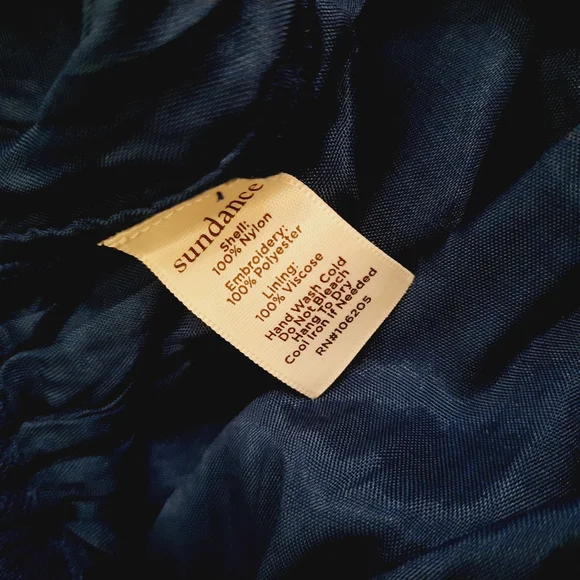 sundance
Shell:
100% Nylon
Embroidery:
100% Polyester
Lining:
100% Viscose
Hand Wash Cold
Do Not Bleach
Hang To Dry
Cool Iron If Needed
RN#106205